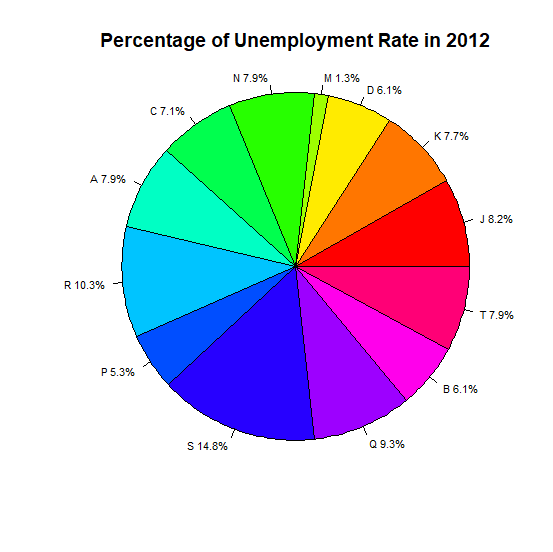 Percentage of Unemployment Rate in 2012
N 7.9%
M 1.3%
D 6.1%
C 7.1%
K 7.7%
A 7.9%
J 8.2%
R 10.3%
T 7.9%
P 5.3%
B 6.1%
S 14.8%
Q 9.3%